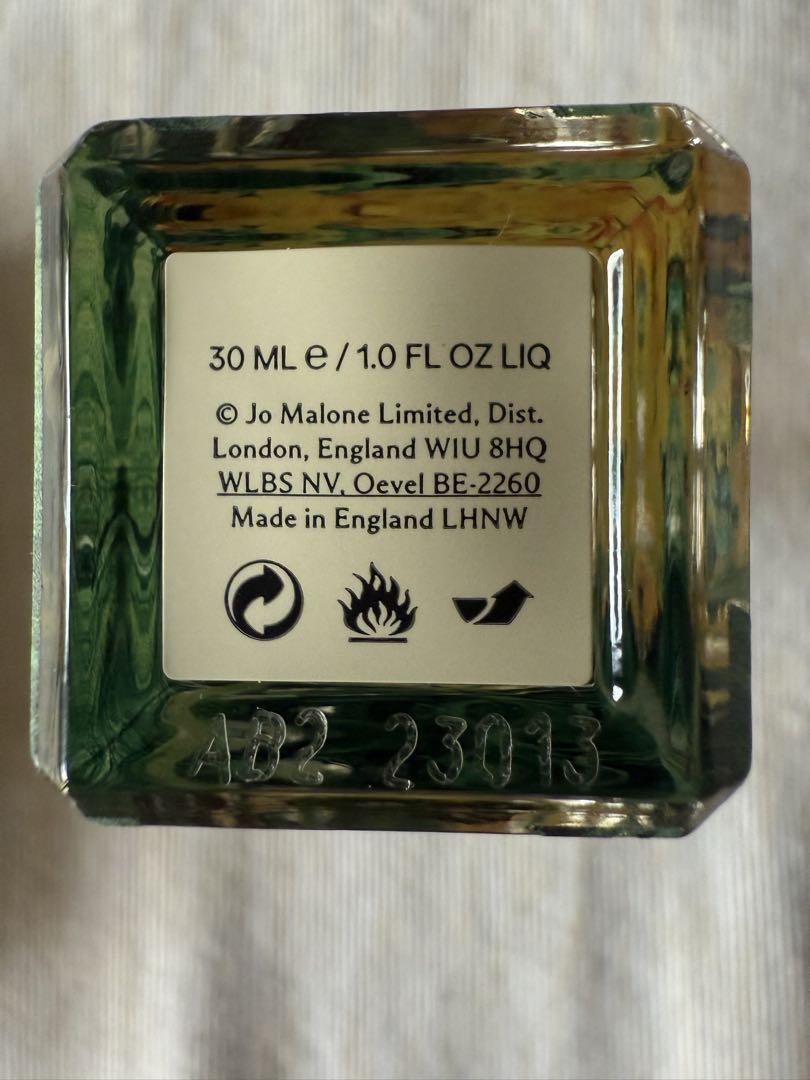 30 ML e / 1.0 FL OZ LIQ
© Jo Malone Limited, Dist.
London, England W1U 8HQ
WLBS NV, Oevel BE-2260
Made in England LHNW
AB2 23013